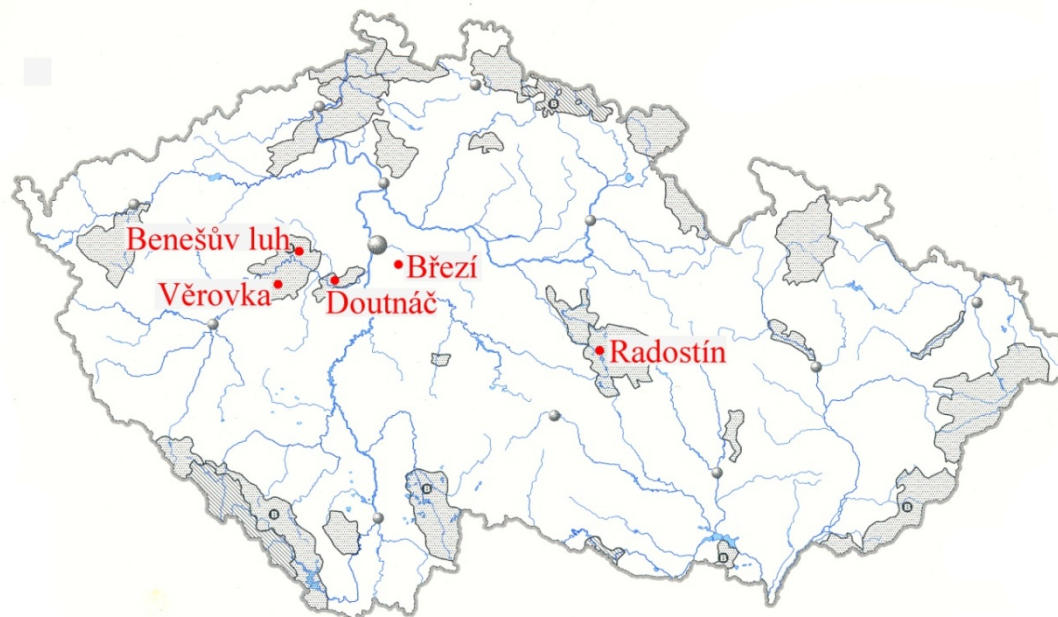 Benešův luh
Březí
Věrovka
Doutnáč
Radostín
B
B
B
B
B